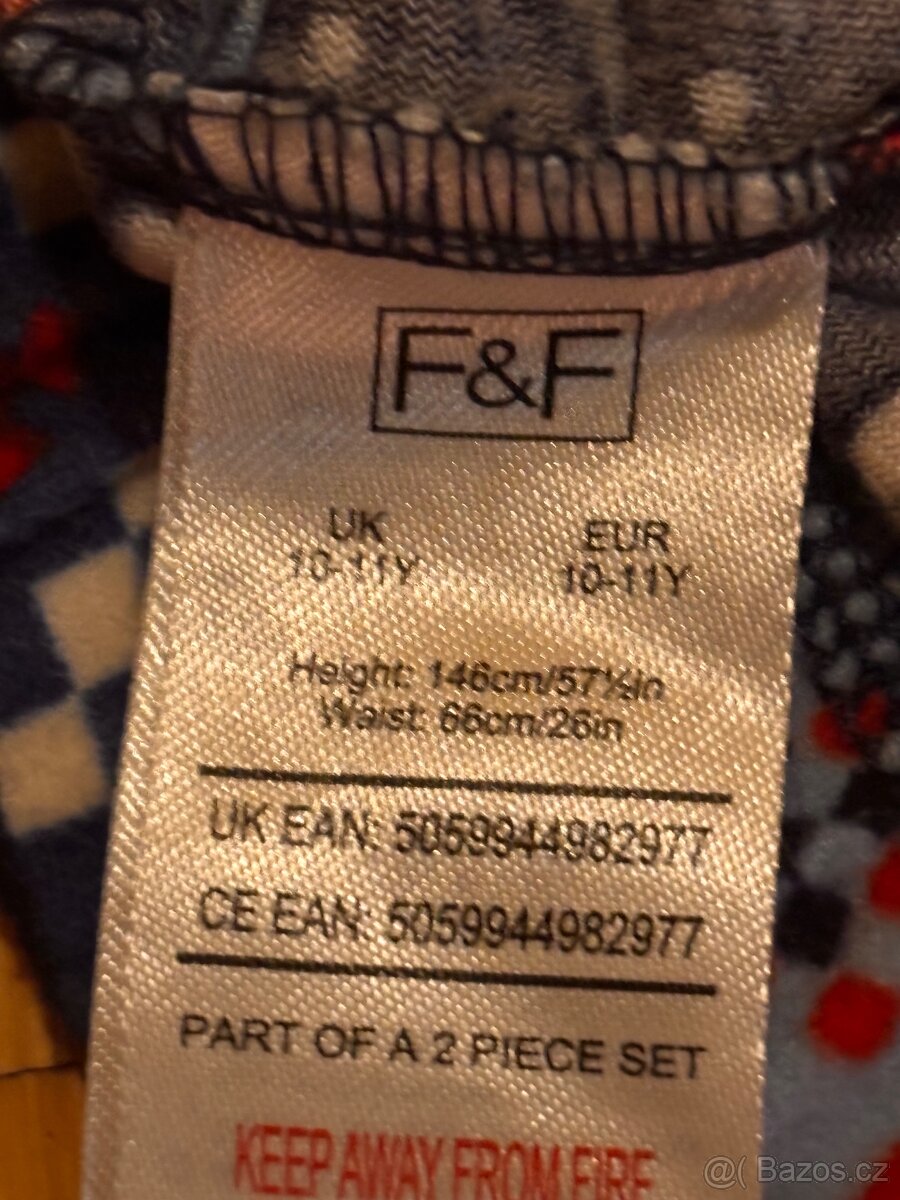 F&F
UK EUR
10-11Y 10-11Y
Height: 146cm/57½in
Waist: 66cm/26in
UK EAN: 5059944982977
CE EAN: 5059944982977
PART OF A 2 PIECE SET
KEEP AWAY FROM FIRE
@( Bazos.cz